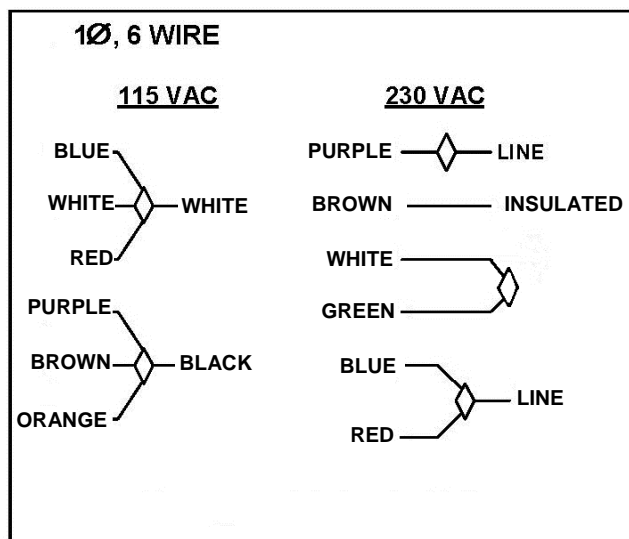 1Ø, 6 WIRE
115 VAC
BLUE
WHITE WHITE
RED
PURPLE
BROWN BLACK
ORANGE
230 VAC
PURPLE LINE
BROWN INSULATED
WHITE
GREEN
BLUE
LINE
RED